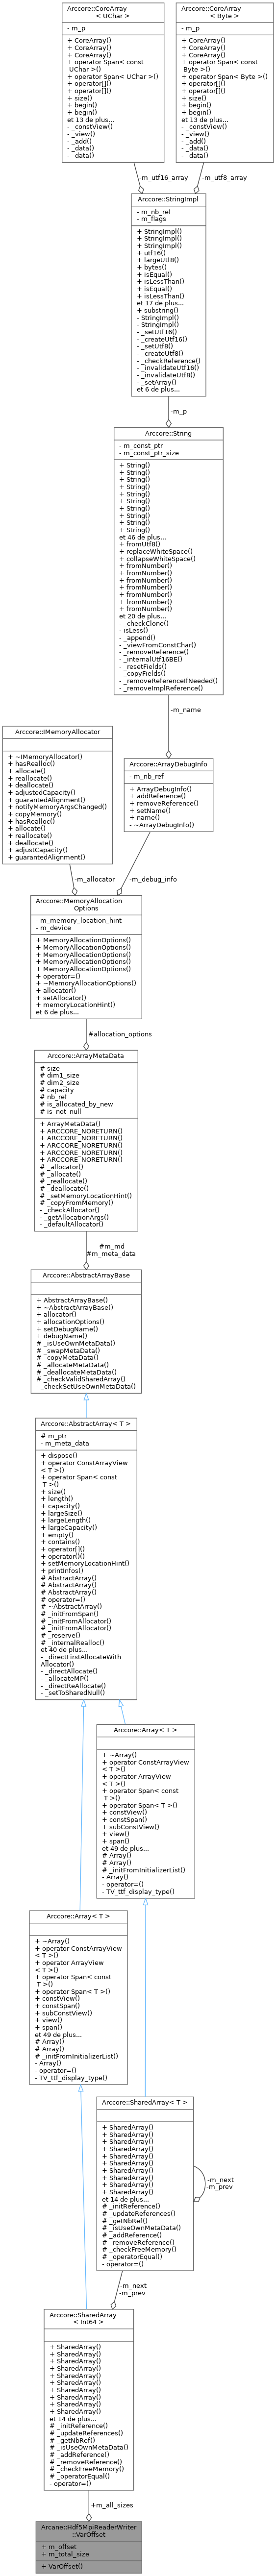 Arccore::CoreArray
< UChar >
- m_p
+ CoreArray()
+ CoreArray()
+ CoreArray()
+ operator Span< const
UChar >()
+ operator Span< UChar >()
+ operator[]()
+ operator[]()
+ size()
+ begin()
+ begin()
et 13 de plus...
- _constView()
- _view()
- _add()
- _data()
- _data()
Arccore::CoreArray
< Byte >
- m_p
+ CoreArray()
+ CoreArray()
+ CoreArray()
+ operator Span< const
Byte >()
+ operator Span< Byte >()
+ operator[]()
+ operator[]()
+ size()
+ begin()
+ begin()
et 13 de plus...
- _constView()
- _view()
- _add()
- _data()
- _data()
-m_utf16_array
-m_utf8_array
Arccore::StringImpl
- m_nb_ref
- m_flags
+ StringImpl()
+ StringImpl()
+ StringImpl()
+ utf16()
+ largeUtf8()
+ bytes()
+ isEqual()
+ isLessThan()
+ isEqual()
+ isLessThan()
et 17 de plus...
+ substring()
- StringImpl()
- StringImpl()
- _setUtf16()
- _createUtf16()
- _setUtf8()
- _createUtf8()
- _checkReference()
- _invalidateUtf16()
- _invalidateUtf8()
- _setArray()
et 6 de plus...
-m_p
Arccore::String
- m_const_ptr
- m_const_ptr_size
+ String()
+ String()
+ String()
+ String()
+ String()
+ String()
+ String()
+ String()
+ String()
+ String()
et 46 de plus...
+ fromUtf8()
+ replaceWhiteSpace()
+ collapseWhiteSpace()
+ fromNumber()
+ fromNumber()
+ fromNumber()
+ fromNumber()
+ fromNumber()
+ fromNumber()
+ fromNumber()
et 20 de plus...
- _checkClone()
- isLess()
- _append()
- _viewFromConstChar()
- _removeReference()
- _internalUtf16BE()
- _resetFields()
- _copyFields()
- _removeReferenceIfNeeded()
- _removeImplReference()
-m_name
Arccore::IMemoryAllocator
+ ~IMemoryAllocator()
+ hasRealloc()
+ allocate()
+ reallocate()
+ deallocate()
+ adjustedCapacity()
+ guarantedAlignment()
+ notifyMemoryArgsChanged()
+ copyMemory()
+ hasRealloc()
+ allocate()
+ reallocate()
+ deallocate()
+ adjustCapacity()
+ guarantedAlignment()
Arccore::ArrayDebugInfo
- m_nb_ref
+ ArrayDebugInfo()
+ addReference()
+ removeReference()
+ setName()
+ name()
- ~ArrayDebugInfo()
-m_allocator
-m_debug_info
Arccore::MemoryAllocation
Options
- m_memory_location_hint
- m_device
+ MemoryAllocationOptions()
+ MemoryAllocationOptions()
+ MemoryAllocationOptions()
+ MemoryAllocationOptions()
+ MemoryAllocationOptions()
+ operator=()
+ ~MemoryAllocationOptions()
+ allocator()
+ setAllocator()
+ memoryLocationHint()
et 6 de plus...
#allocation_options
Arccore::ArrayMetaData
# size
# dim1_size
# dim2_size
# capacity
# nb_ref
# is_allocated_by_new
# is_not_null
+ ArrayMetaData()
+ ARCCORE_NORETURN()
+ ARCCORE_NORETURN()
+ ARCCORE_NORETURN()
+ ARCCORE_NORETURN()
+ ARCCORE_NORETURN()
# _allocator()
# _allocate()
# _reallocate()
# _deallocate()
# _setMemoryLocationHint()
# _copyFromMemory()
- _checkAllocator()
- _getAllocationArgs()
- _defaultAllocator()
#m_md
#m_meta_data
Arccore::AbstractArrayBase
+ AbstractArrayBase()
+ ~AbstractArrayBase()
+ allocator()
+ allocationOptions()
+ setDebugName()
+ debugName()
# _isUseOwnMetaData()
# _swapMetaData()
# _copyMetaData()
# _allocateMetaData()
# _deallocateMetaData()
# _checkValidSharedArray()
- _checkSetUseOwnMetaData()
Arccore::AbstractArray< T >
# m_ptr
- m_meta_data
+ dispose()
+ operator ConstArrayView
< T >()
+ operator Span< const
T >()
+ size()
+ length()
+ capacity()
+ largeSize()
+ largeLength()
+ largeCapacity()
+ empty()
+ contains()
+ operator[]()
+ operator()()
+ setMemoryLocationHint()
+ printInfos()
# AbstractArray()
# AbstractArray()
# AbstractArray()
# operator=()
# ~AbstractArray()
# _initFromSpan()
# _initFromAllocator()
# _initFromAllocator()
# _reserve()
# _internalRealloc()
et 40 de plus...
- _directFirstAllocateWith
Allocator()
- _directAllocate()
- _allocateMP()
- _directReAllocate()
- _setToSharedNull()
Arccore::Array< T >
+ ~Array()
+ operator ConstArrayView
< T >()
+ operator ArrayView
< T >()
+ operator Span< const
T >()
+ operator Span< T >()
+ constView()
+ constSpan()
+ subConstView()
+ view()
+ span()
et 49 de plus...
# Array()
# Array()
# _initFromInitializerList()
- Array()
- operator=()
- TV_ttf_display_type()
Arccore::Array< T >
+ ~Array()
+ operator ConstArrayView
< T >()
+ operator ArrayView
< T >()
+ operator Span< const
T >()
+ operator Span< T >()
+ constView()
+ constSpan()
+ subConstView()
+ view()
+ span()
et 49 de plus...
# Array()
# Array()
# _initFromInitializerList()
- Array()
- operator=()
- TV_ttf_display_type()
Arccore::SharedArray< T >
+ SharedArray()
+ SharedArray()
+ SharedArray()
+ SharedArray()
+ SharedArray()
+ SharedArray()
+ SharedArray()
+ SharedArray()
+ SharedArray()
+ SharedArray()
et 14 de plus...
# _initReference()
# _updateReferences()
# _getNbRef()
# _isUseOwnMetaData()
# _addReference()
# _removeReference()
# _checkFreeMemory()
# _operatorEqual()
- operator=()
-m_next
-m_prev
-m_next
-m_prev
Arccore::SharedArray
< Int64 >
+ SharedArray()
+ SharedArray()
+ SharedArray()
+ SharedArray()
+ SharedArray()
+ SharedArray()
+ SharedArray()
+ SharedArray()
+ SharedArray()
+ SharedArray()
et 14 de plus...
# _initReference()
# _updateReferences()
# _getNbRef()
# _isUseOwnMetaData()
# _addReference()
# _removeReference()
# _checkFreeMemory()
# _operatorEqual()
- operator=()
+m_all_sizes
Arcane::Hdf5MpiReaderWriter
::VarOffset
+ m_offset
+ m_total_size
+ VarOffset()